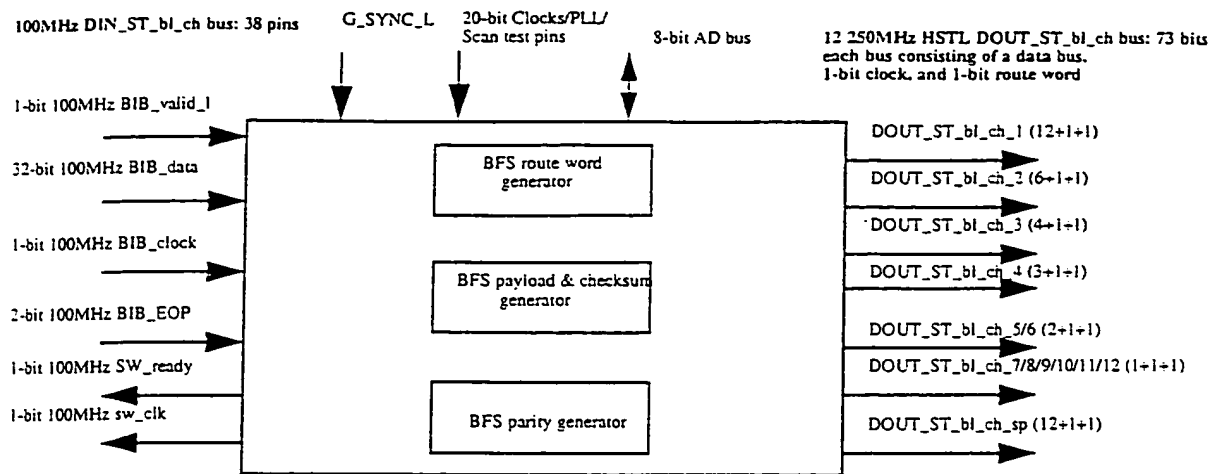 100MHz DIN_ST_bl_ch bus: 38 pins
G_SYNC_L
20-bit Clocks/PLL/
Scan test pins
8-bit AD bus
12 250MHz HSTL DOUT_ST_bl_ch bus: 73 bits
each bus consisting of a data bus,
1-bit clock, and 1-bit route word
1-bit 100MHz BIB_valid_l
32-bit 100MHz BIB_data
1-bit 100MHz BIB_clock
2-bit 100MHz BIB_EOP
1-bit 100MHz SW_ready
1-bit 100MHz sw_clk
BFS route word
generator
BFS payload & checksum
generator
BFS parity generator
DOUT_ST_bl_ch_1 (12+1+1)
DOUT_ST_bl_ch_2 (6+1+1)
DOUT_ST_bl_ch_3 (4+1+1)
DOUT_ST_bl_ch_4 (3+1+1)
DOUT_ST_bl_ch_5/6 (2+1+1)
DOUT_ST_bl_ch_7/8/9/10/11/12 (1+1+1)
DOUT_ST_bl_ch_sp (12+1+1)